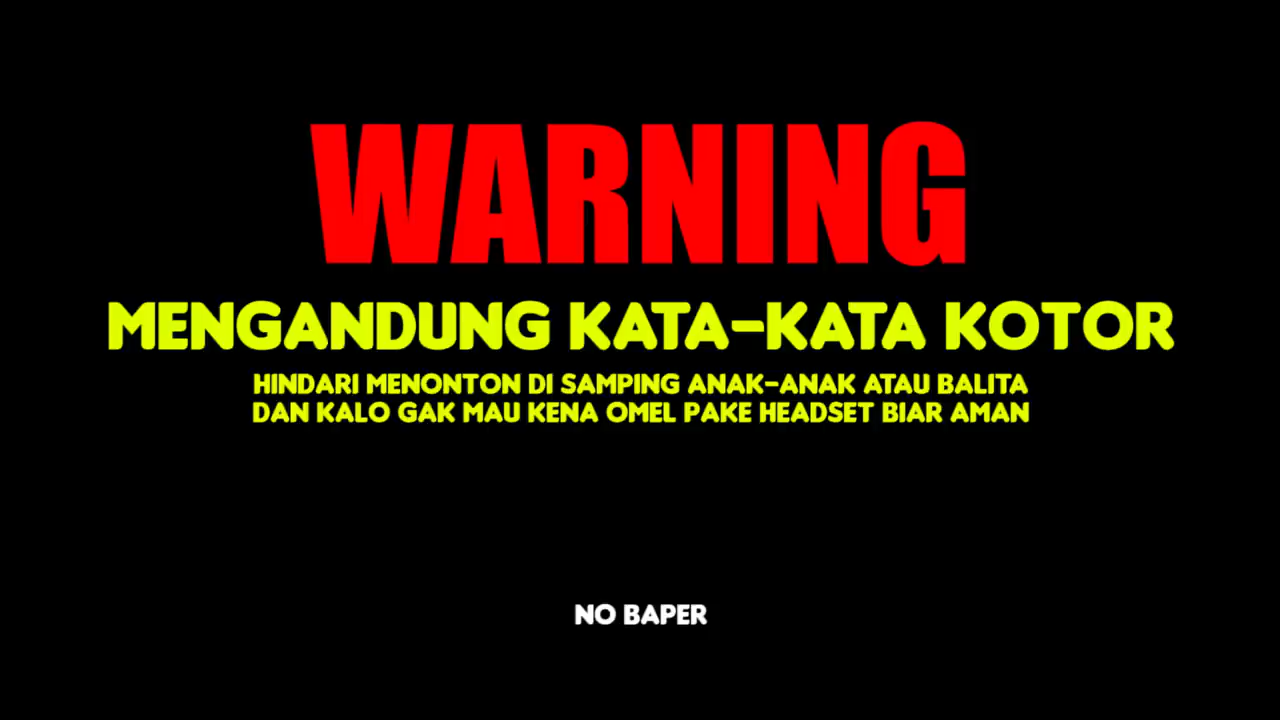 WARNING
MENGANDUNG KATA-KATA KOTOR
HINDARI MENONTON DI SAMPING ANAK-ANAK ATAU BALITA
DAN KALO GAK MAU KENA OMEL PAKE HEADSET BIAR AMAN
NO BAPER